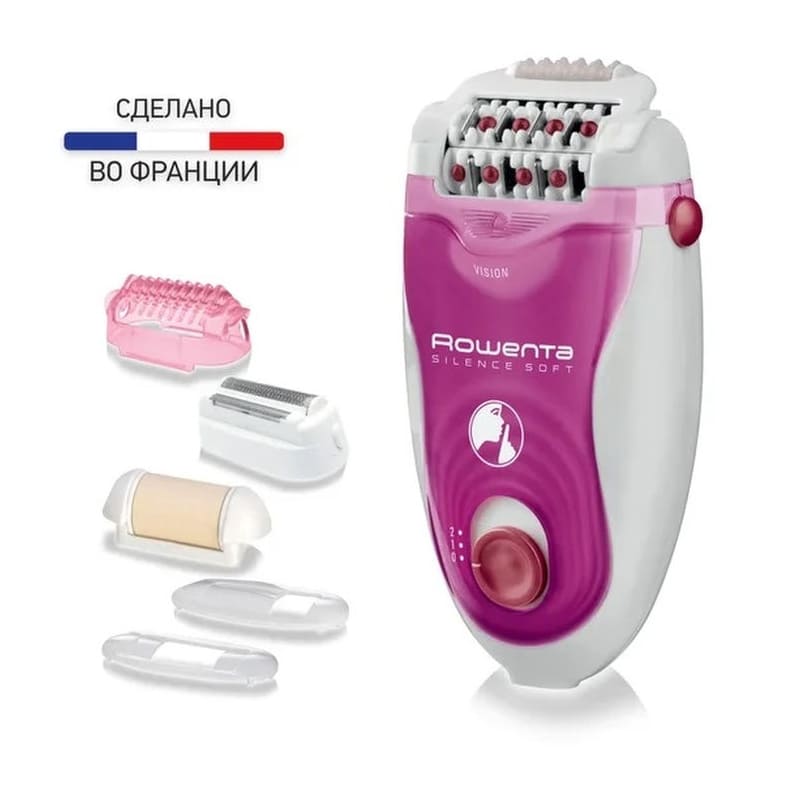 СДЕЛАНО
ВО ФРАНЦИИ
VISION
Rowenta
SILENCE SOFT
2
1
0